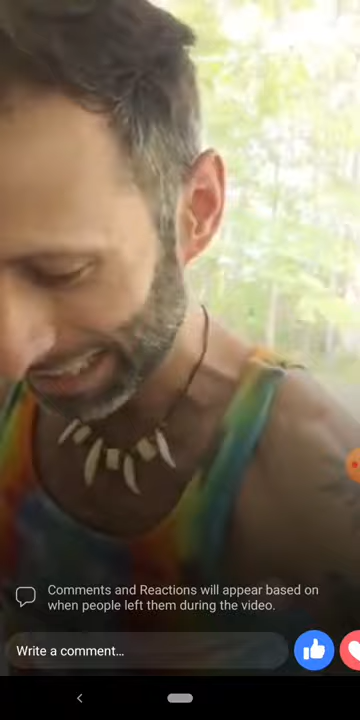 Comments and Reactions will appear based on
when people left them during the video.
Write a comment...